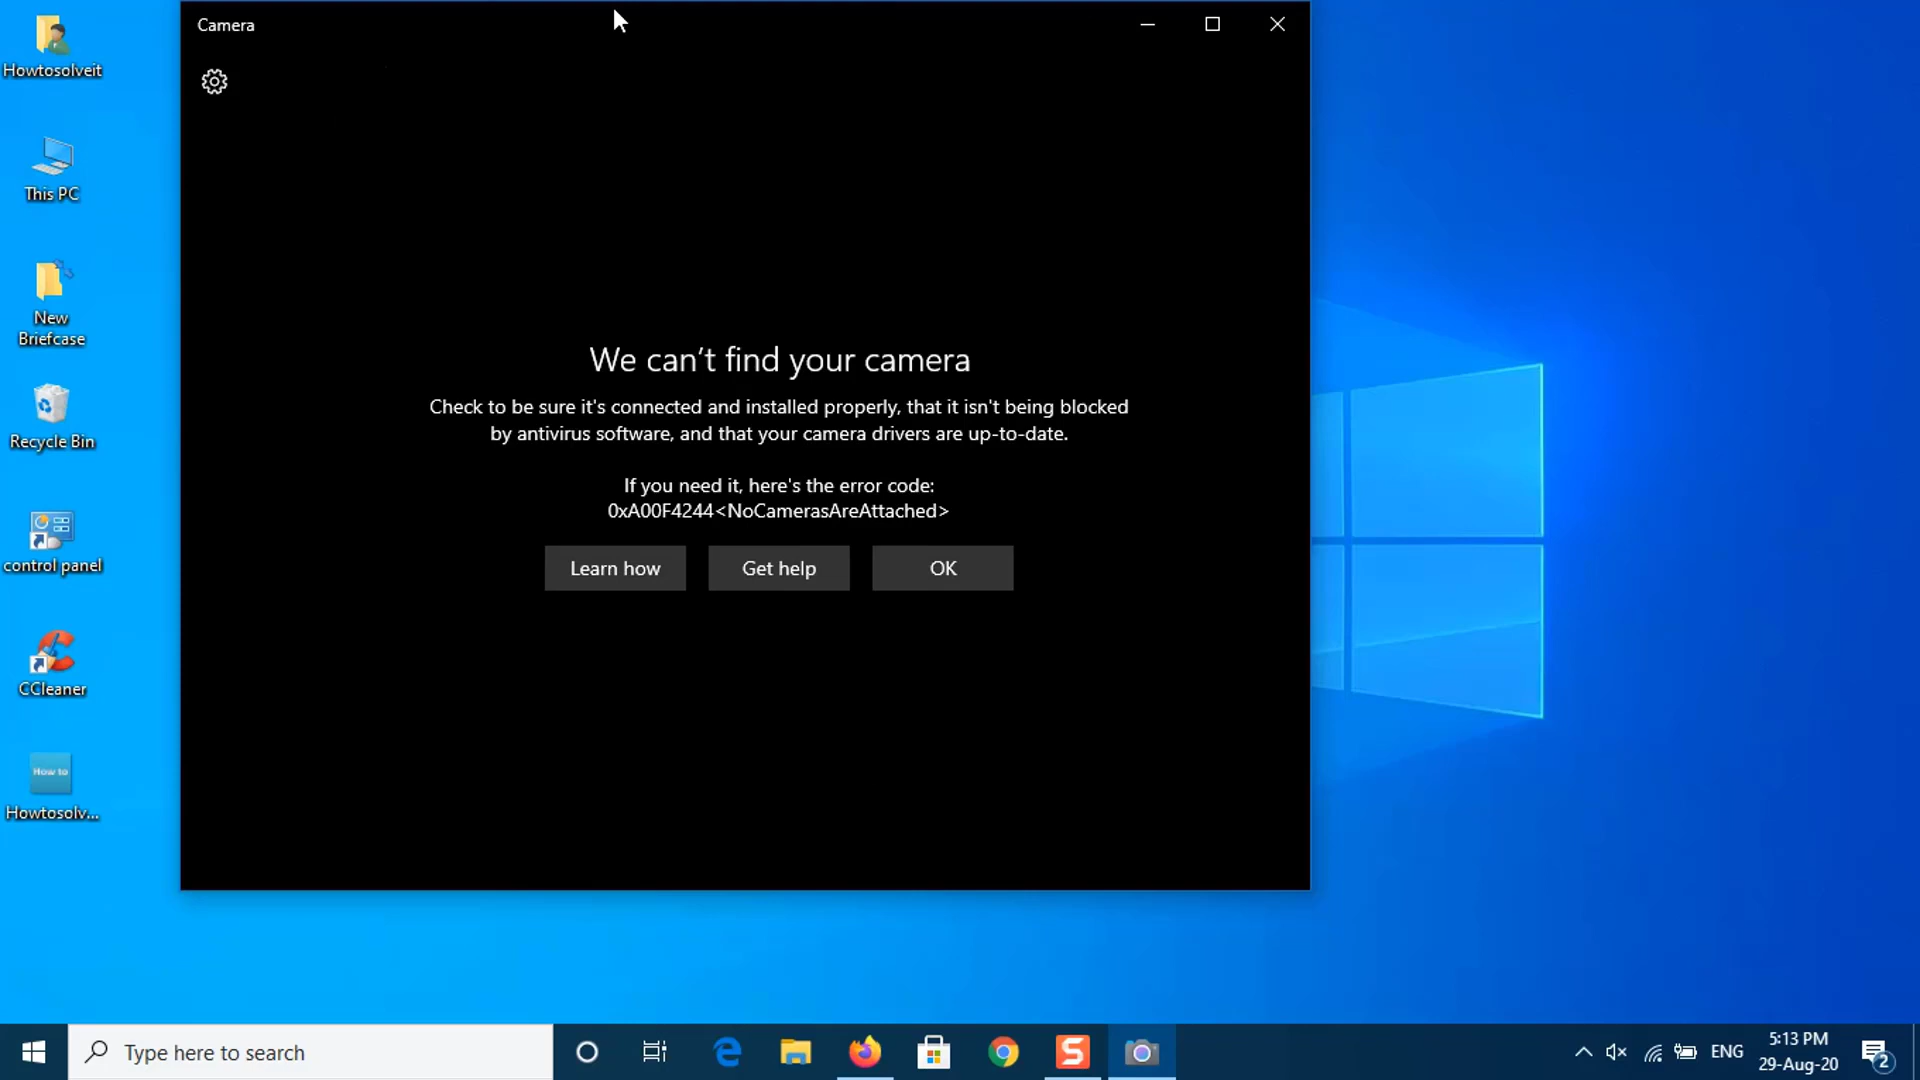 Camera
Howtosolveit
This PC
New
Briefcase
Recycle Bin
control panel
CCleaner
How to
Howtosolv...
We can’t find your camera
Check to be sure it's connected and installed properly, that it isn't being blocked
by antivirus software, and that your camera drivers are up-to-date.
If you need it, here's the error code:
0xA00F4244<NoCamerasAreAttached>
Learn how
Get help
OK
Type here to search
S
ENG
5:13 PM
29-Aug-20
2